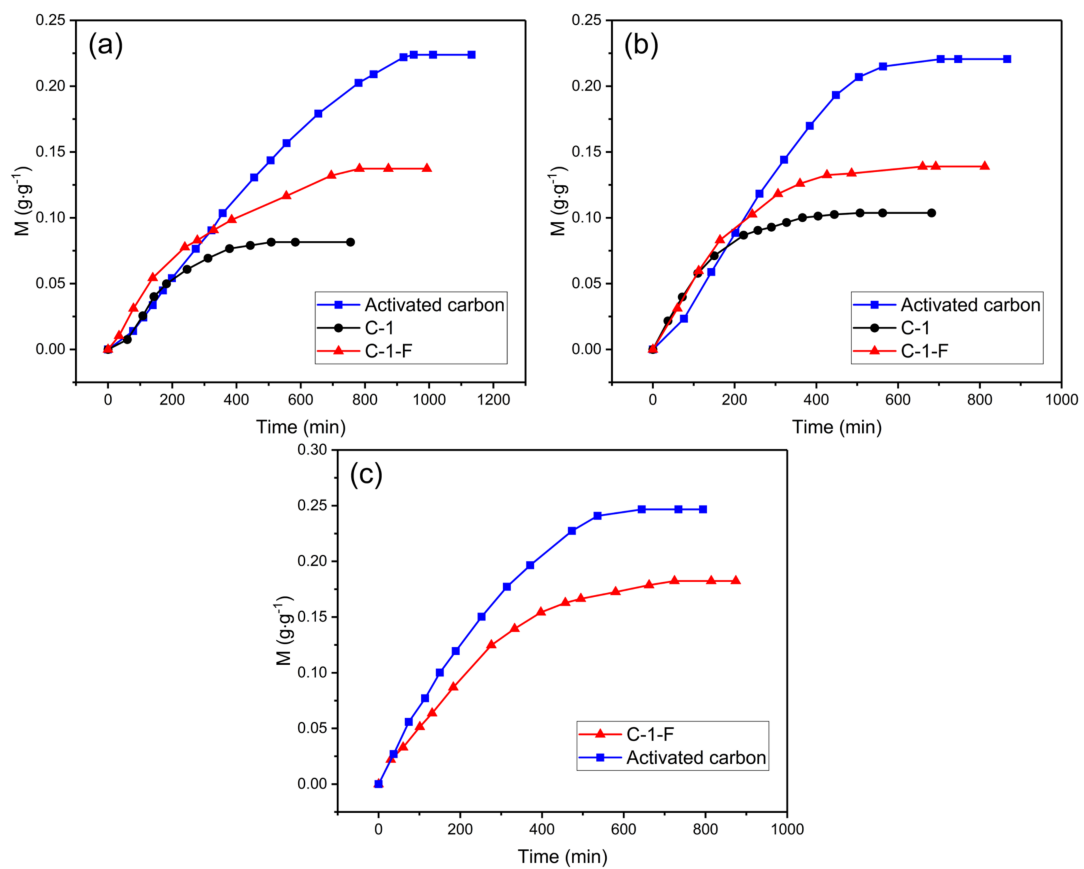 (a)
0.25
0.20
0.15
0.10
0.05
0.00
M (g·g-1)
0 200 400 600 800 1000 1200
Time (min)
Activated carbon
C-1
C-1-F
(b)
0.25
0.20
0.15
0.10
0.05
0.00
M (g·g-1)
0 200 400 600 800 1000
Time (min)
Activated carbon
C-1
C-1-F
(c)
0.30
0.25
0.20
0.15
0.10
0.05
0.00
M (g·g-1)
0 200 400 600 800 1000
Time (min)
C-1-F
Activated carbon